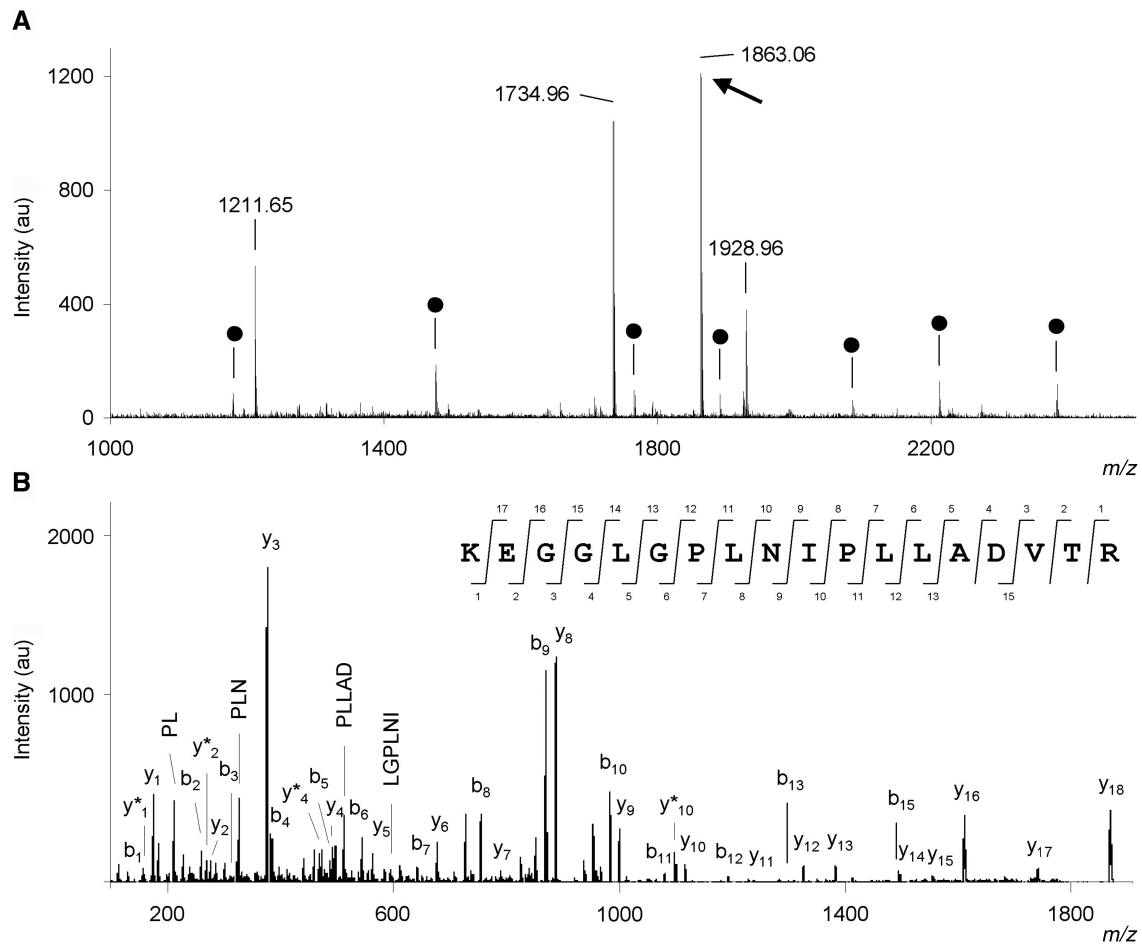 A
1200
800
400
0
Intensity (au)
1211.65
1734.96
1863.06
1928.96
1000
1400
1800
2200
m/z
B
2000
1000
Intensity (au)
17 16 15 14 13 12 11 10 9 8 7 6 5 4 3 2 1
K E G G L G P L N I P L L A D V T R
1 2 3 4 5 6 7 8 9 10 11 12 13 15
y*1
b1
y1
PL
b2
y*2
y2
b3
PLN
y3
b4
y*4
b5
y4
PLLAD
b6
y5
LGPLNI
b7
y6
b8
y7
b9
y8
b10
y9
b11
y*10
y10
b12
y11
b13
y12
y13
b15
y14
y15
y16
y17
y18
200
600
1000
1400
1800
m/z